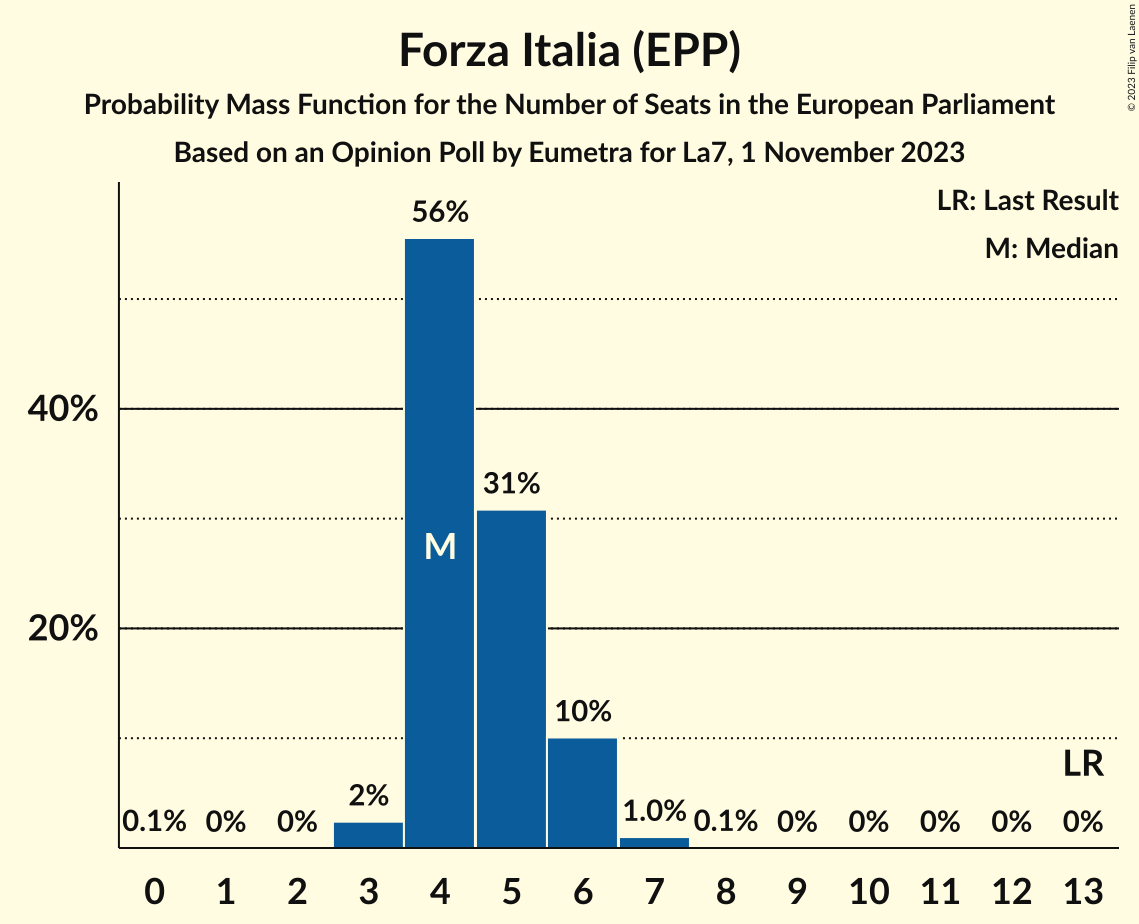 Forza Italia (EPP)
Probability Mass Function for the Number of Seats in the European Parliament
Based on an Opinion Poll by Eumetra for La7, 1 November 2023
© 2023 Filip van Laenen
LR: Last Result
M: Median
56%
40%
31%
M
20%
10%
LR
2%
0.1% 0% 0% 1.0% 0.1% 0% 0% 0% 0% 0%
0 1 2 3 4 5 6 7 8 9 10 11 12 13